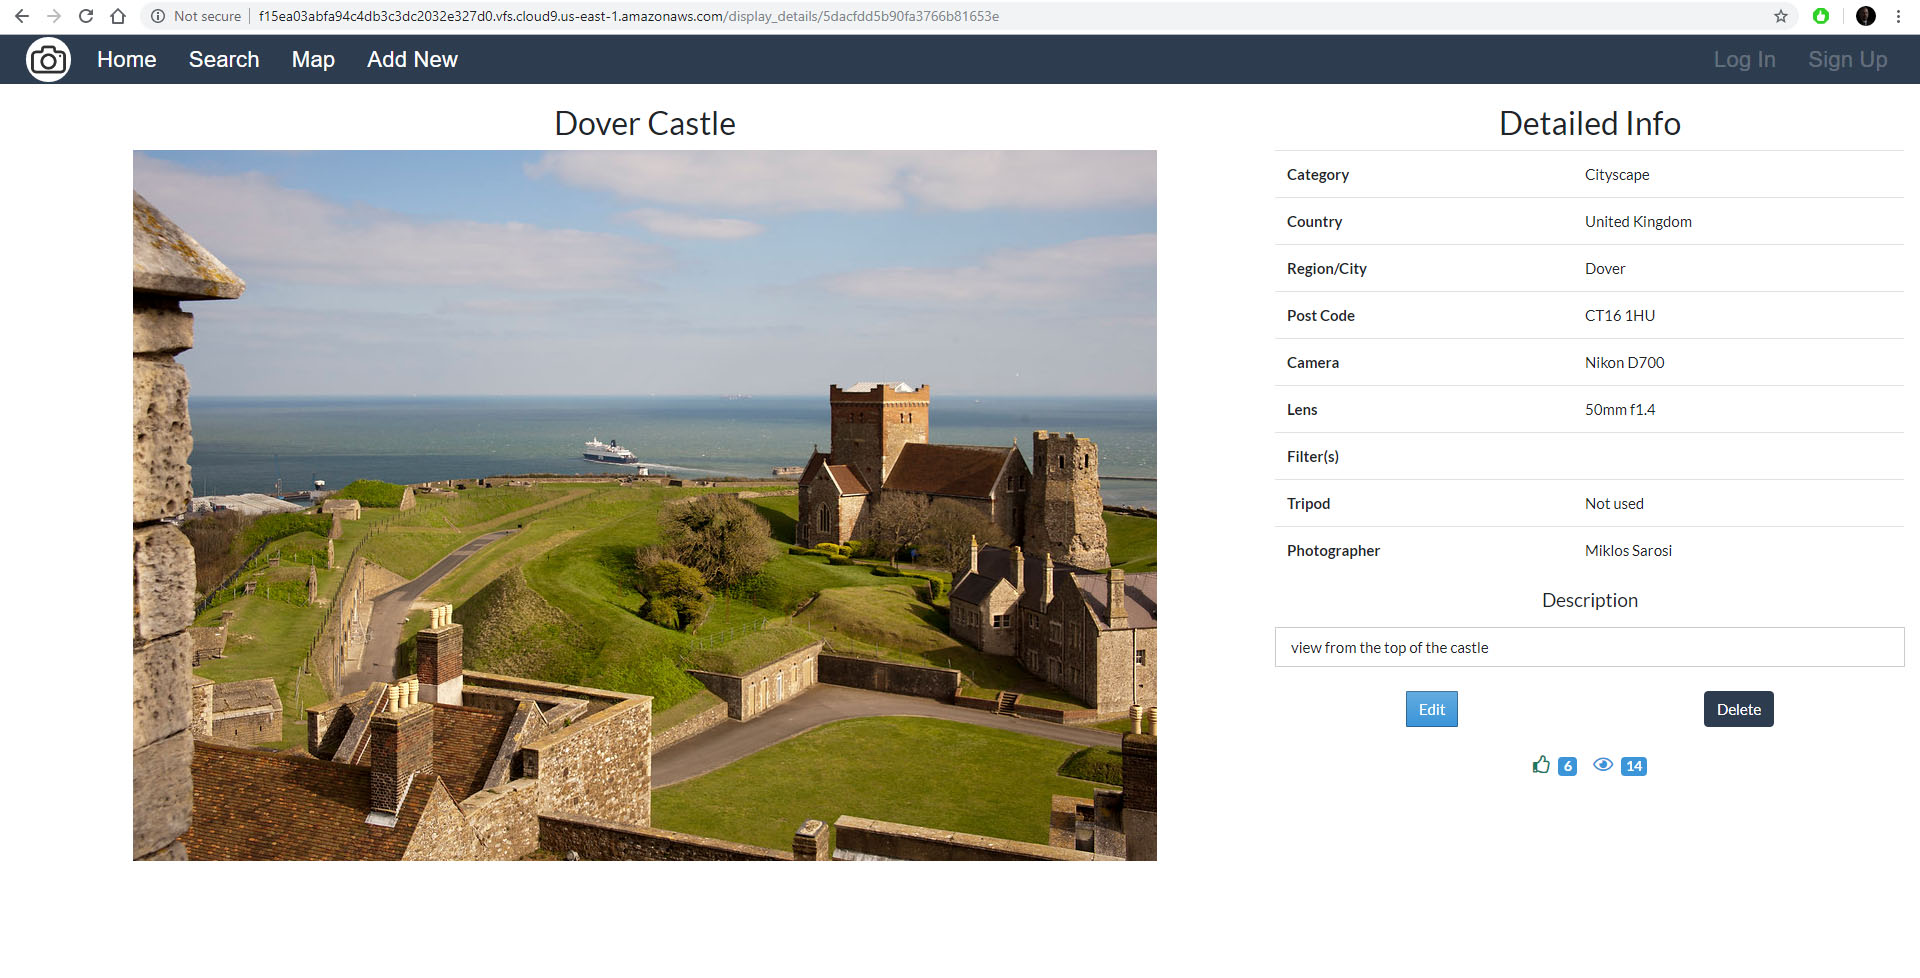 Not secure | f15ea03abfa94c4db3c3dc2032e327d0.vfs.cloud9.us-east-1.amazonaws.com/display_details/5dacfdd5b90fa3766b81653e
Home Search Map Add New Log In Sign Up
Dover Castle
Detailed Info
Category Cityscape
Country United Kingdom
Region/City Dover
Post Code CT16 1HU
Camera Nikon D700
Lens 50mm f1.4
Filter(s)
Tripod Not used
Photographer Miklos Sarosi
Description
view from the top of the castle
Edit Delete
6 14